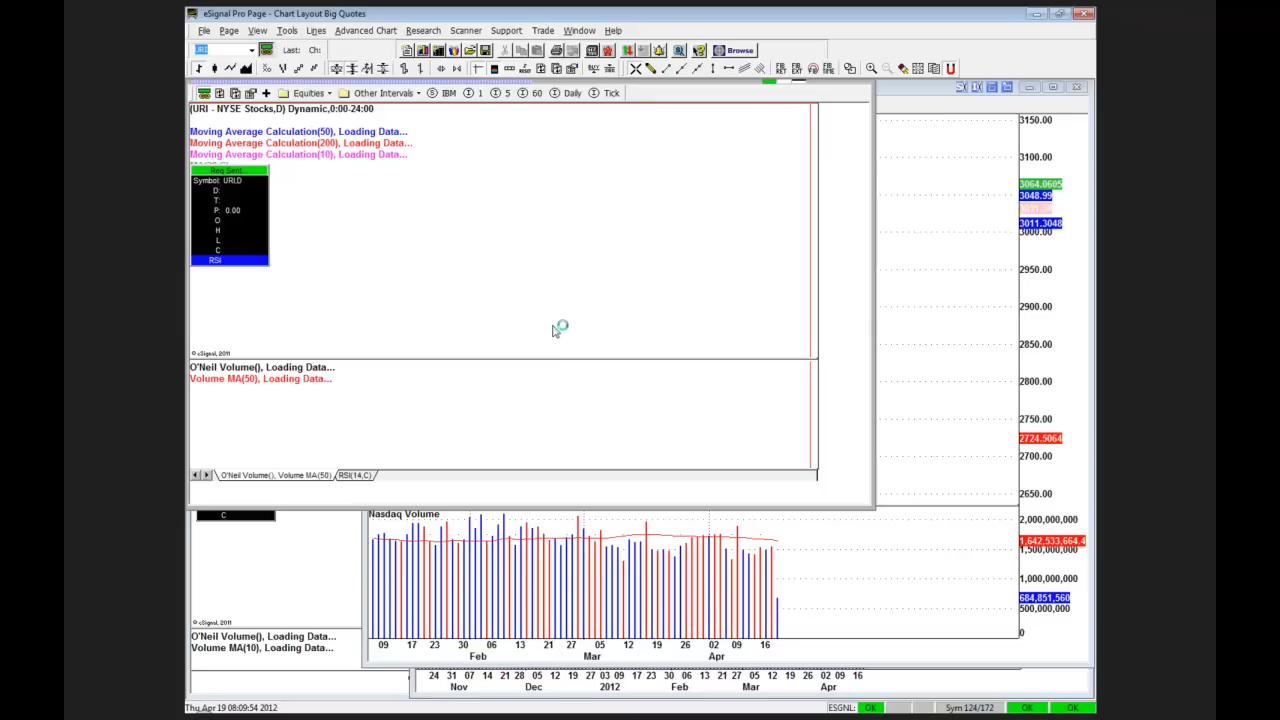 eSignal Pro Page - Chart Layout Big Quotes
File Page View Tools Lines Advanced Chart Research Scanner Support Trade Window Help
URI Last: Ch: Browse
Equities IBM 1 5 60 Daily Tick
(URI - NYSE Stocks,D) Dynamic,0:00-24:00
Moving Average Calculation(50), Loading Data...
Moving Average Calculation(200), Loading Data...
Moving Average Calculation(10), Loading Data...
Req Sent...
Symbol: URI,D
D:
T:
P: 0.00
O
H
L
C
RSI
© eSignal, 2011
O'Neil Volume(), Loading Data...
Volume MA(50), Loading Data...
O'Neil Volume(), Volume MA(50) RSI(14,C)
3150.00
3100.00
3064.0605
3048.99
3011.3048
3000.00
2950.00
2900.00
2850.00
2800.00
2750.00
2724.5064
2700.00
2650.00
C
Nasdaq Volume
2,000,000,000
1,642,533,664.4
1,500,000,000
1,000,000,000
684,851,560
500,000,000
0
© eSignal, 2011
O'Neil Volume(), Loading Data...
Volume MA(10), Loading Data...
09 17 23 30 06 13 21 27 05 12 19 26 02 09 16
Feb Mar Apr
24 31 07 14 21 28 05 12 19 27 03 09 17 23 30 06 13 21 27 05 12 19 26 02 09 16
Nov Dec 2012 Feb Mar Apr
Thu,Apr 19 08:09:54 2012 ESGNL: OK Sym 124/172 OK OK